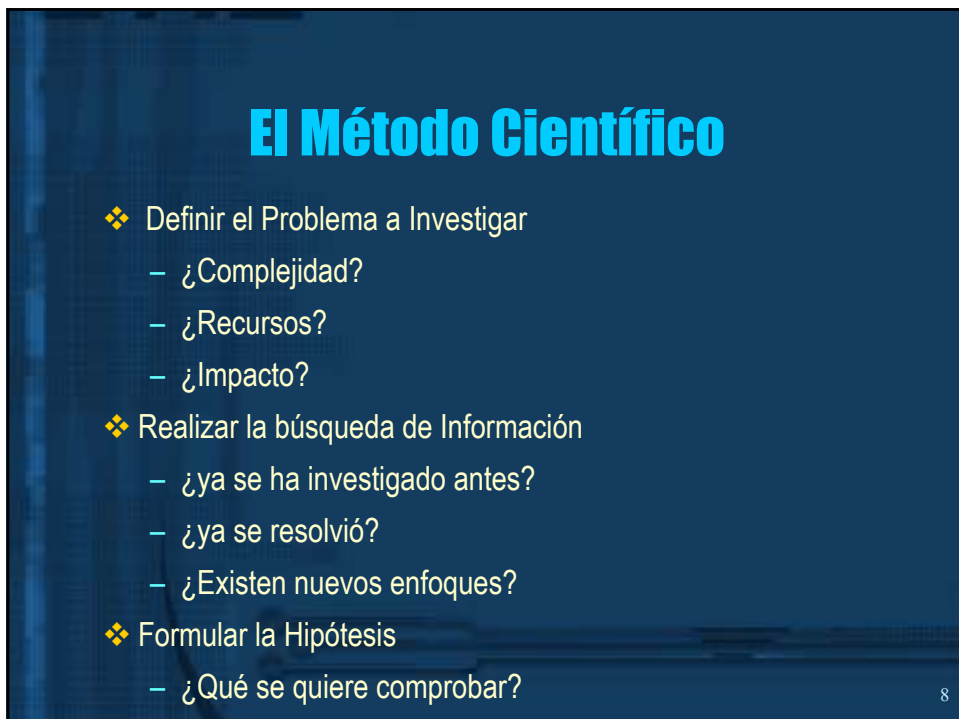 El Método Científico
❖ Definir el Problema a Investigar
– ¿Complejidad?
– ¿Recursos?
– ¿Impacto?
❖ Realizar la búsqueda de Información
– ¿ya se ha investigado antes?
– ¿ya se resolvió?
– ¿Existen nuevos enfoques?
❖ Formular la Hipótesis
– ¿Qué se quiere comprobar?
8